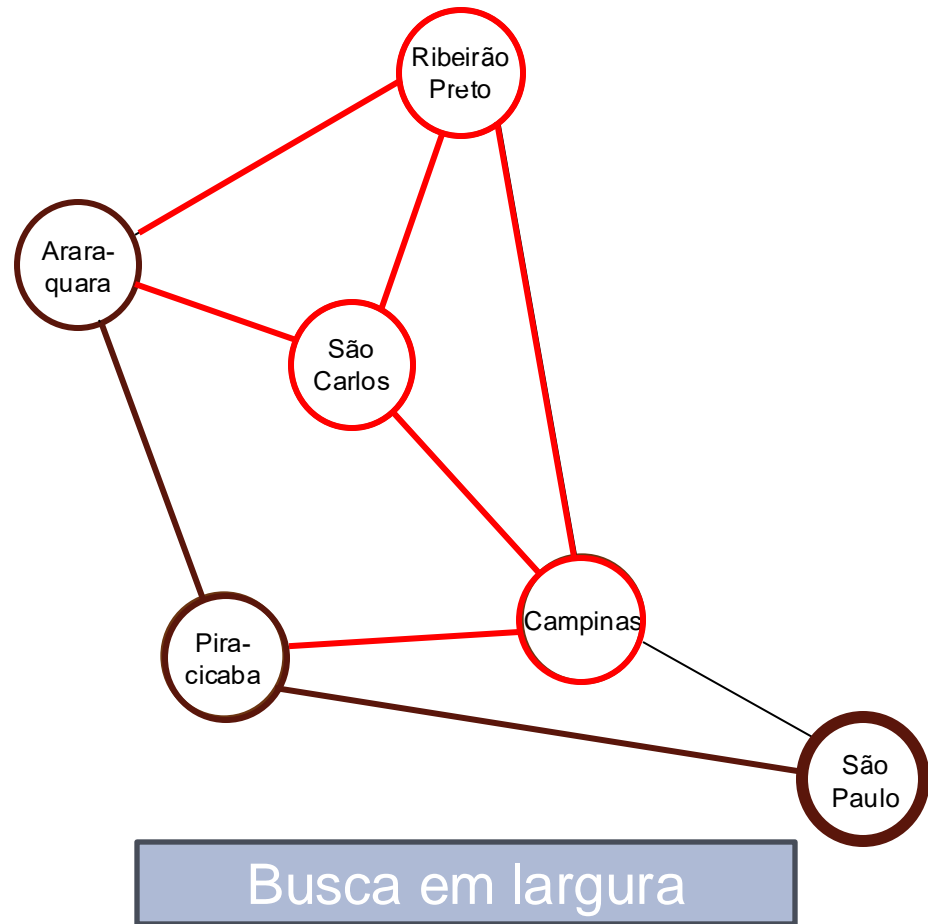 Ribeirão
Preto
Arara-
quara
São
Carlos
Campinas
Pira-
cicaba
São
Paulo
Busca em largura